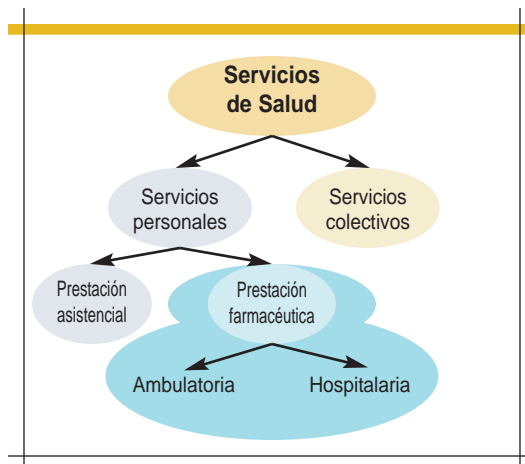 Servicios
de Salud
Servicios
personales
Servicios
colectivos
Prestación
asistencial
Prestación
farmacéutica
Ambulatoria
Hospitalaria